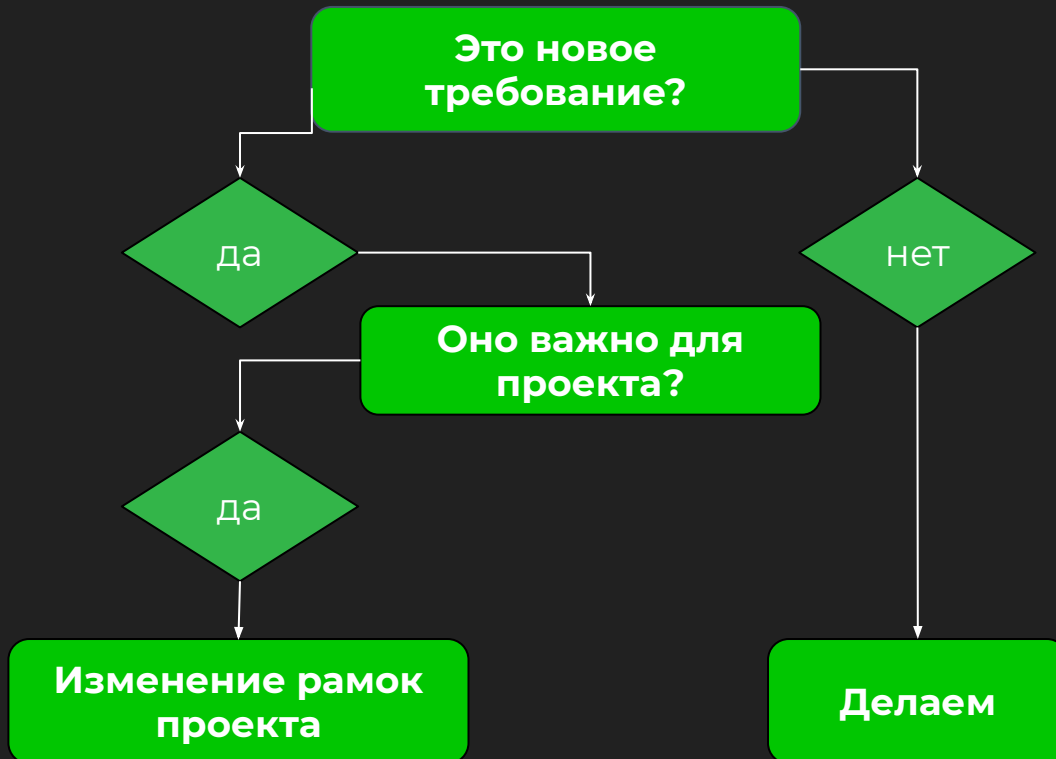 Это новое
требование?
да
нет
Оно важно для
проекта?
да
Изменение рамок
проекта
Делаем